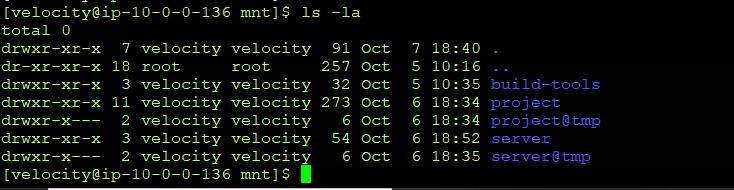 [velocity@ip-10-0-0-136 mnt]$ ls -la
total 0
drwxr-xr-x  7 velocity velocity  91 Oct  7 18:40 .
dr-xr-xr-x 18 root     root     257 Oct  5 10:16 ..
drwxr-xr-x  3 velocity velocity  32 Oct  5 10:35 build-tools
drwxr-xr-x 11 velocity velocity 273 Oct  6 18:34 project
drwxr-x---  2 velocity velocity   6 Oct  6 18:34 project@tmp
drwxr-xr-x  3 velocity velocity  54 Oct  6 18:52 server
drwxr-x---  2 velocity velocity   6 Oct  6 18:35 server@tmp
[velocity@ip-10-0-0-136 mnt]$